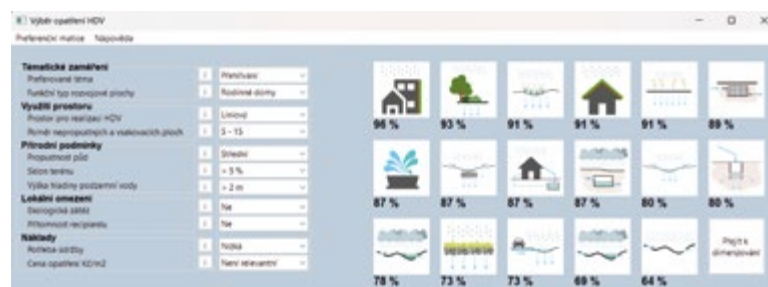 Výběr opatření HDV
Preferenční matice Nápověda
Tématické zaměření
Preferované téma
Funkční typ rozvojové plochy Rodinné domy
Využití prostoru
Prostor pro realizaci HDV Liniový
Poměr nepropustných a vsakovacích ploch 5 - 15
Přírodní podmínky
Propustnost půd Střední
Sklon terénu > 5 %
Výška hladiny podzemní vody > 2 m
Lokální omezení
Ekologická zátěž Ne
Přítomnost recipientu Ne
Náklady
Potřeba údržby Nízká
Cena opatření Kč/m2 Není relevantní
96 % 93 % 91 % 91 % 91 % 89 %
87 % 87 % 87 % 87 % 80 % 80 %
78 % 73 % 73 % 69 % 64 %
Přejít k
dimenzování